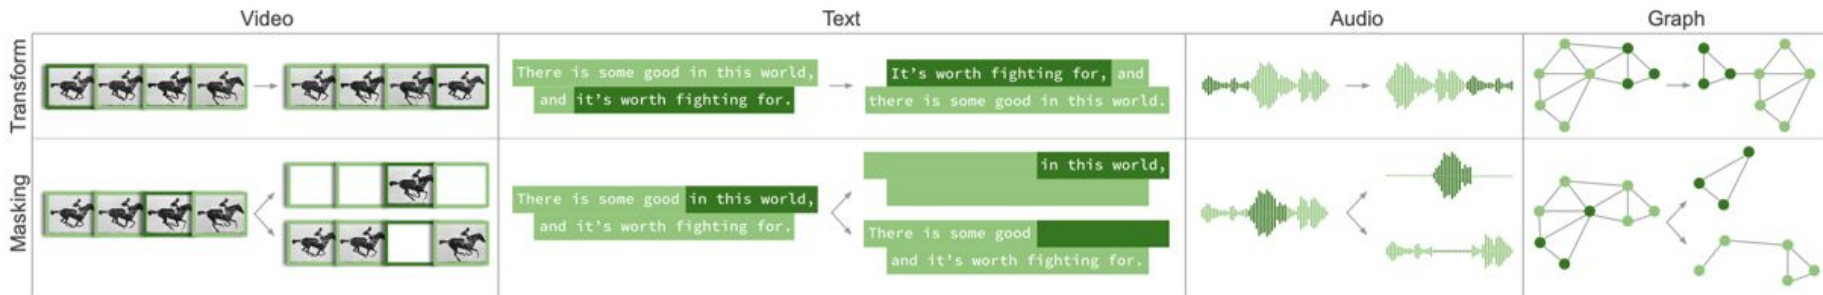 Video
Text
Audio
Graph
Transform
There is some good in this world,
and it's worth fighting for.
It's worth fighting for, and
there is some good in this world.
Masking
There is some good in this world,
and it's worth fighting for.
in this world,
There is some good
and it's worth fighting for.